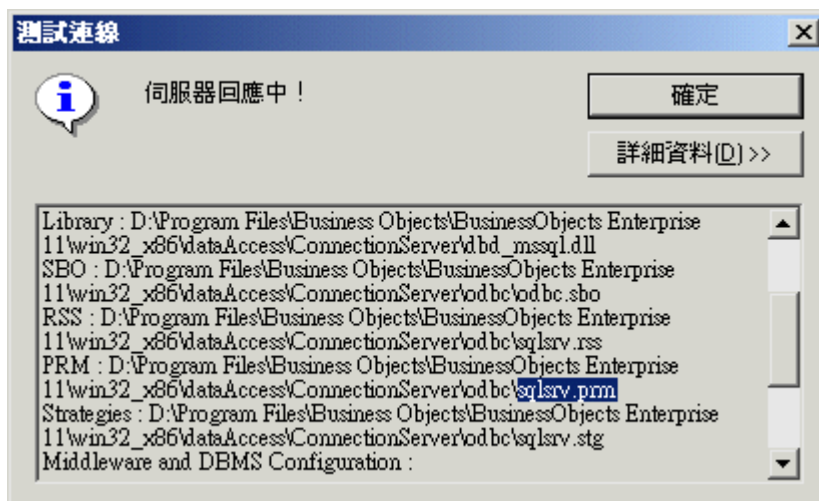 測試連線
伺服器回應中！
確定
詳細資料(D) >>
Library : D:\Program Files\Business Objects\BusinessObjects Enterprise
11\win32_x86\dataAccess\ConnectionServer\dbd_mssql.dll
SBO : D:\Program Files\Business Objects\BusinessObjects Enterprise
11\win32_x86\dataAccess\ConnectionServer\odbc\odbc.sbo
RSS : D:\Program Files\Business Objects\BusinessObjects Enterprise
11\win32_x86\dataAccess\ConnectionServer\odbc\sqlsrv.rss
PRM : D:\Program Files\Business Objects\BusinessObjects Enterprise
11\win32_x86\dataAccess\ConnectionServer\odbc\sqlsrv.prm
Strategies : D:\Program Files\Business Objects\BusinessObjects Enterprise
11\win32_x86\dataAccess\ConnectionServer\odbc\sqlsrv.stg
Middleware and DBMS Configuration :